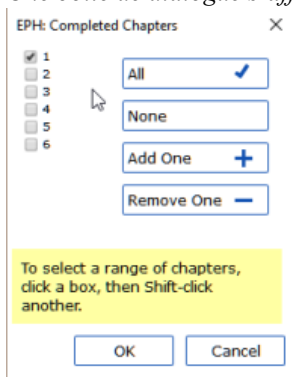 EPH: Completed Chapters
1
2
3
4
5
6
All
None
Add One
Remove One
To select a range of chapters,
click a box, then Shift-click
another.
OK Cancel